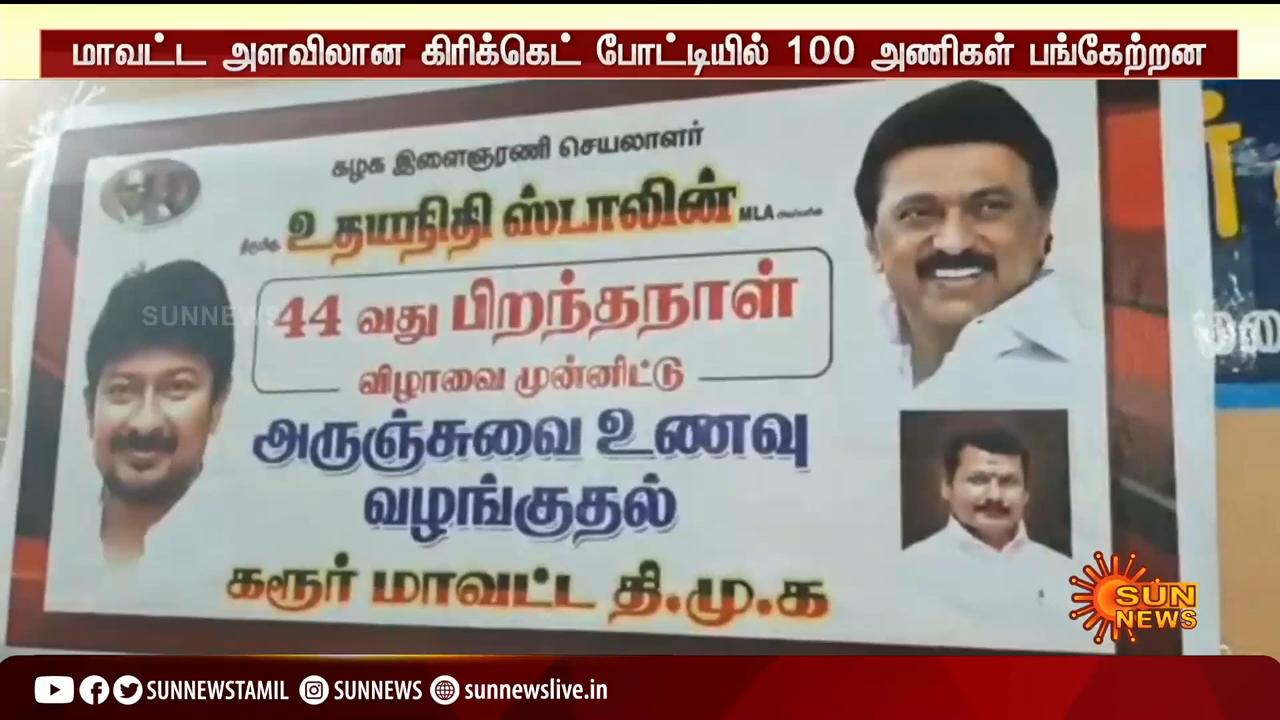 மாவட்ட அளவிலான கிரிக்கெட் போட்டியில் 100 அணிகள் பங்கேற்றன
கழக இளைஞரணி செயலாளர்
உதயநிதி ஸ்டாலின் MLA
44 வது பிறந்தநாள்
விழாவை முன்னிட்டு
அருஞ்சுவை உணவு
வழங்குதல்
கரூர் மாவட்ட தி.மு.க
SUNNEWS
SUN
NEWS
SUNNEWSTAMIL SUNNEWS sunnewslive.in